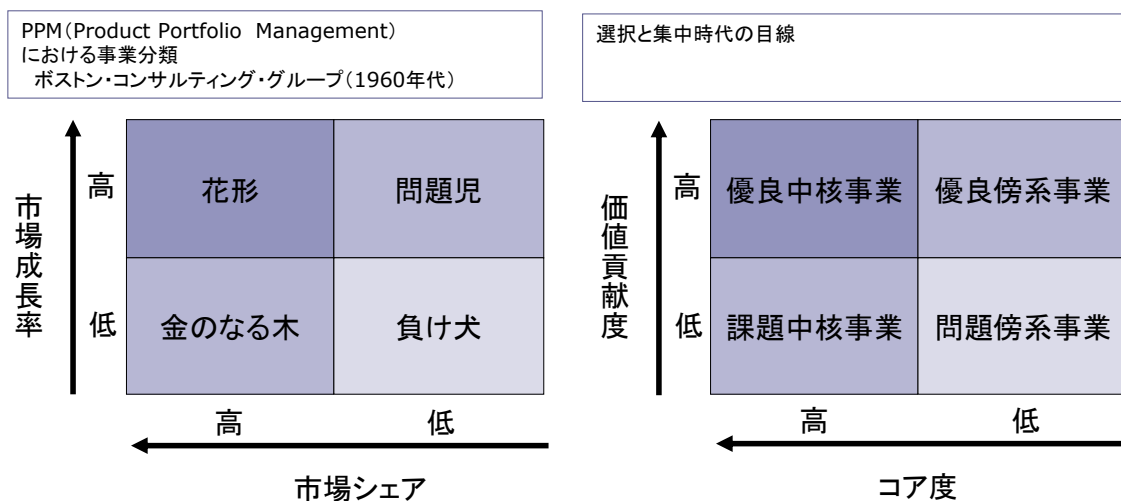 PPM(Product Portfolio Management)
における事業分類
ボストン・コンサルティング・グループ(1960年代)
市場成長率
高
花形
問題児
低
金のなる木
負け犬
高
低
市場シェア
選択と集中時代の目線
価値貢献度
高
優良中核事業
優良傍系事業
低
課題中核事業
問題傍系事業
高
低
コア度